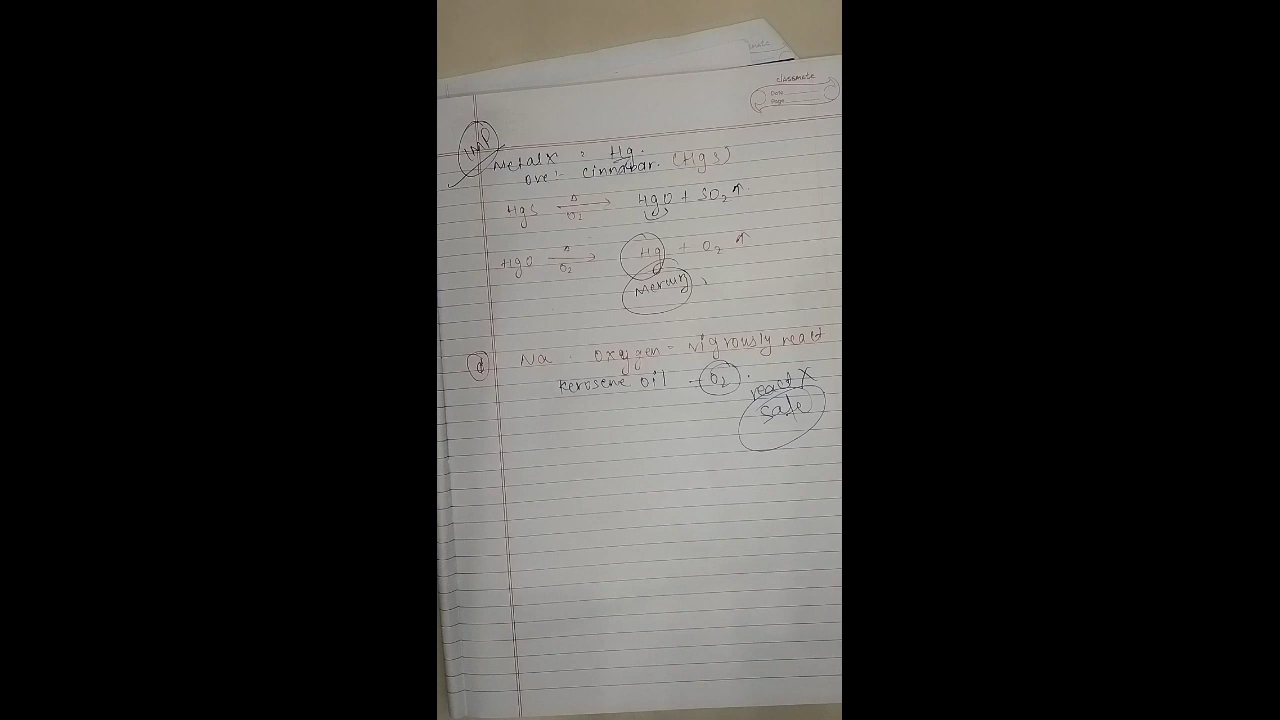 mate
classmate
Date
Page
IMP
Metal X : Hg.
Ore:- Cinnabar. (HgS)
HgS Δ/O2 → HgO + SO2 ↑
HgO Δ/O2 → Hg + O2 ↑
Mercury
d Na . oxygen - vigrously react
kerosene oil - O2 . react X
safe